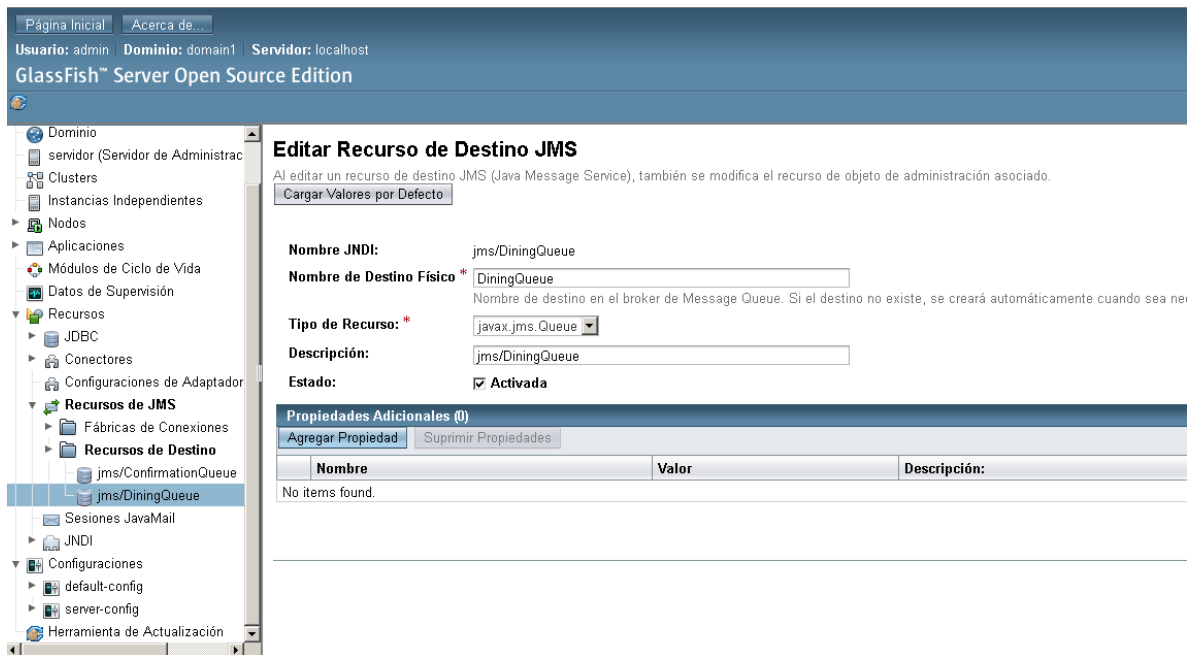 Página Inicial Acerca de...
Usuario: admin Dominio: domain1 Servidor: localhost
GlassFish™ Server Open Source Edition
Dominio
servidor (Servidor de Administrac
Clusters
Instancias Independientes
Nodos
Aplicaciones
Módulos de Ciclo de Vida
Datos de Supervisión
Recursos
JDBC
Conectores
Configuraciones de Adaptador
Recursos de JMS
Fábricas de Conexiones
Recursos de Destino
jms/ConfirmationQueue
jms/DiningQueue
Sesiones JavaMail
JNDI
Configuraciones
default-config
server-config
Herramienta de Actualización
Editar Recurso de Destino JMS
Al editar un recurso de destino JMS (Java Message Service), también se modifica el recurso de objeto de administración asociado.
Cargar Valores por Defecto
Nombre JNDI: jms/DiningQueue
Nombre de Destino Físico * DiningQueue
Nombre de destino en el broker de Message Queue. Si el destino no existe, se creará automáticamente cuando sea nec
Tipo de Recurso: * javax.jms.Queue
Descripción: jms/DiningQueue
Estado: Activada
Propiedades Adicionales (0)
Agregar Propiedad Suprimir Propiedades
Nombre Valor Descripción:
No items found.